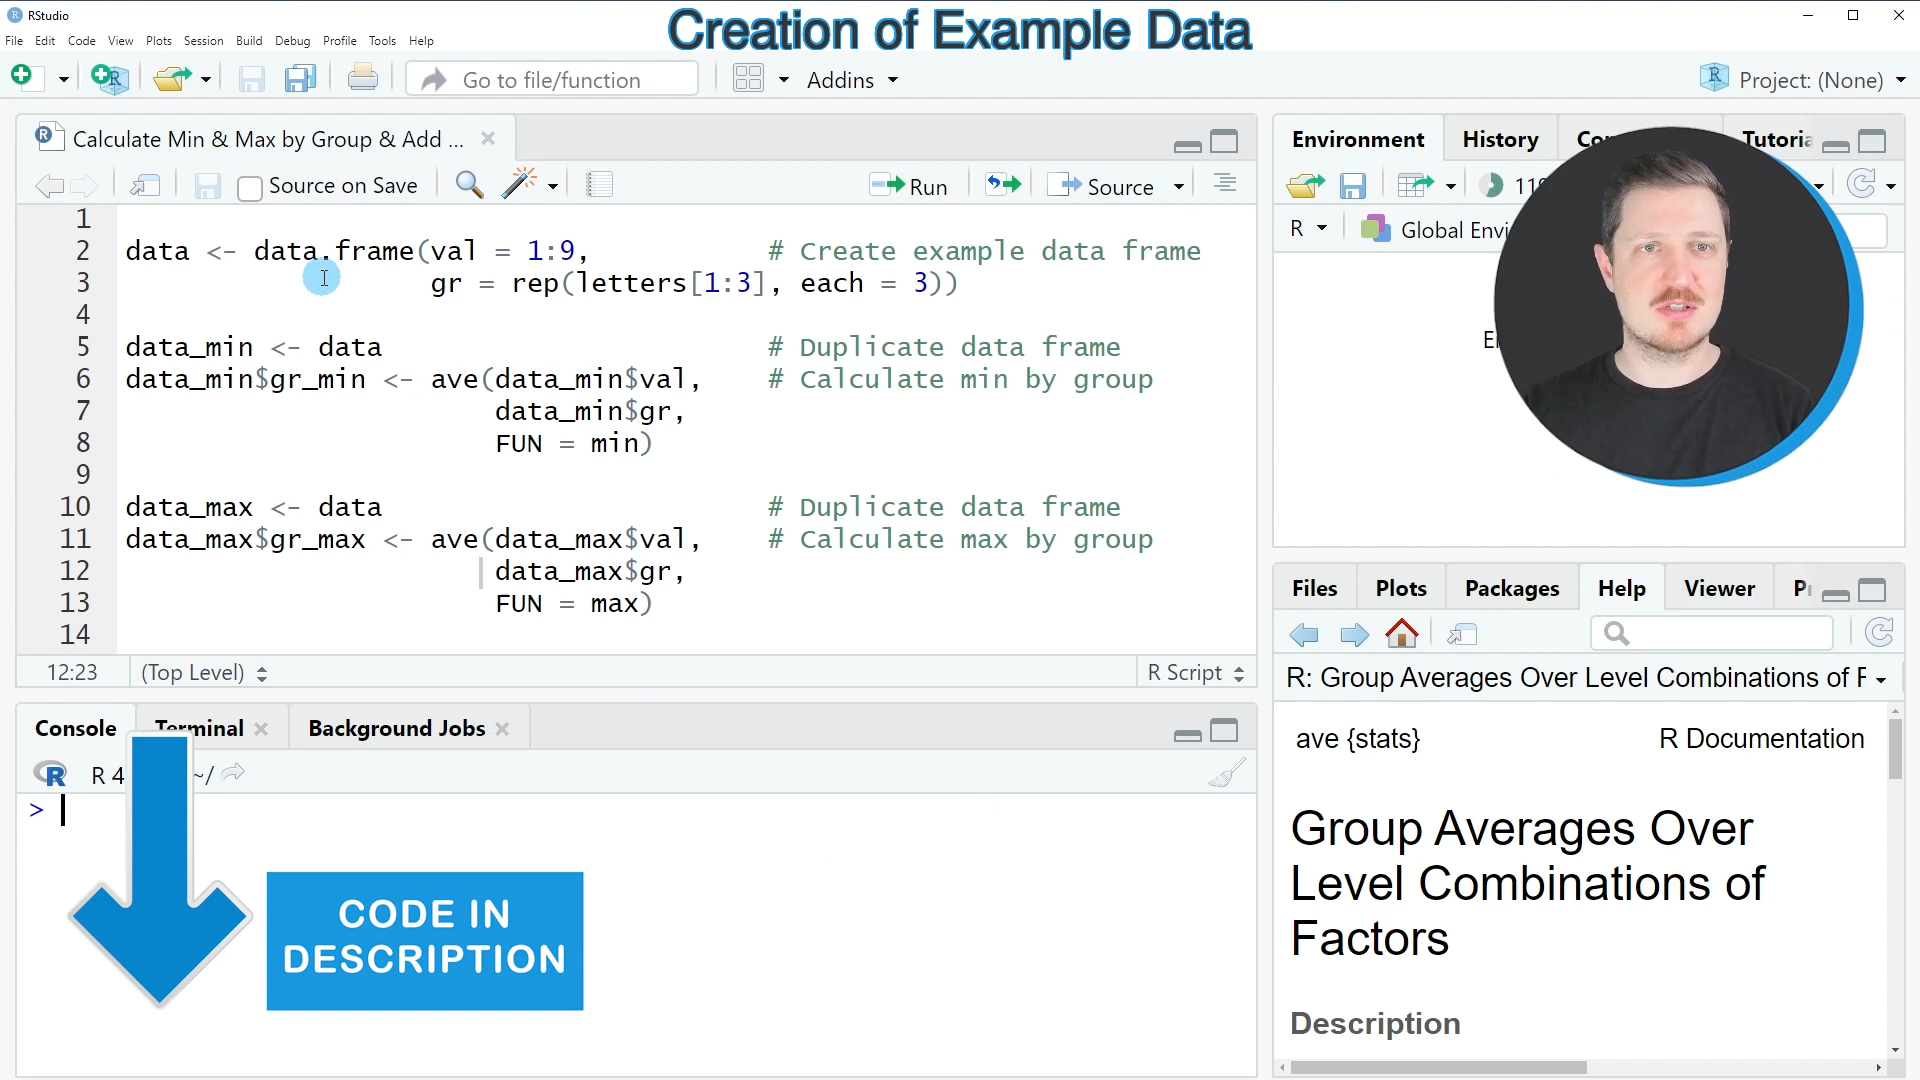 RStudio
Creation of Example Data
File Edit Code View Plots Session Build Debug Profile Tools Help
Go to file/function
Addins
Project: (None)
Calculate Min & Max by Group & Add ...
Source on Save
Run
Source
1
2 data <- data.frame(val = 1:9, # Create example data frame
3 gr = rep(letters[1:3], each = 3))
4
5 data_min <- data # Duplicate data frame
6 data_min$gr_min <- ave(data_min$val, # Calculate min by group
7 data_min$gr,
8 FUN = min)
9
10 data_max <- data # Duplicate data frame
11 data_max$gr_max <- ave(data_max$val, # Calculate max by group
12 data_max$gr,
13 FUN = max)
14
12:23 (Top Level) R Script
Console Terminal Background Jobs
R 4 ~/
>
CODE IN
DESCRIPTION
Environment History
R Global
Files Plots Packages Help Viewer
R: Group Averages Over Level Combinations of
ave {stats} R Documentation
Group Averages Over
Level Combinations of
Factors
Description